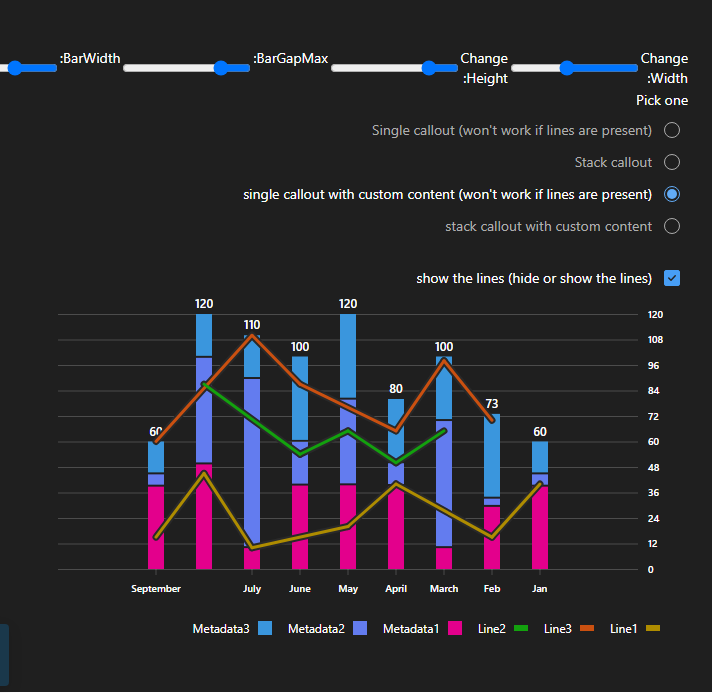 :BarWidth
:BarGapMax
Change :Height
Change :Width
Pick one
Single callout (won't work if lines are present)
Stack callout
single callout with custom content (won't work if lines are present)
stack callout with custom content
show the lines (hide or show the lines)
60
120
110
100
120
80
100
73
60
120
108
96
84
72
60
48
36
24
12
0
September
July
June
May
April
March
Feb
Jan
Metadata3
Metadata2
Metadata1
Line2
Line3
Line1